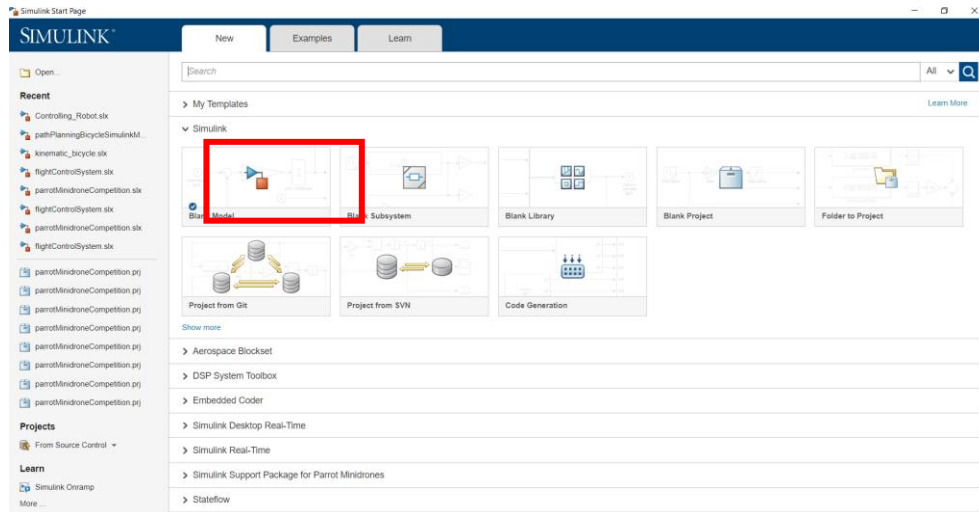 Simulink Start Page
SIMULINK®
New
Examples
Learn
Open...
Recent
Controlling_Robot.slx
pathPlanningBicycleSimulinkM...
kinematic_bicycle.slx
flightControlSystem.slx
parrotMinidroneCompetition.slx
flightControlSystem.slx
parrotMinidroneCompetition.slx
flightControlSystem.slx
parrotMinidroneCompetition.prj
parrotMinidroneCompetition.prj
parrotMinidroneCompetition.prj
parrotMinidroneCompetition.prj
parrotMinidroneCompetition.prj
parrotMinidroneCompetition.prj
parrotMinidroneCompetition.prj
parrotMinidroneCompetition.prj
Projects
From Source Control
Learn
Simulink Onramp
More ...
Search
All
My Templates
Learn More
Simulink
Blank Model
Blank Subsystem
Blank Library
Blank Project
Folder to Project
Project from Git
Project from SVN
Code Generation
Show more
Aerospace Blockset
DSP System Toolbox
Embedded Coder
Simulink Desktop Real-Time
Simulink Real-Time
Simulink Support Package for Parrot Minidrones
Stateflow